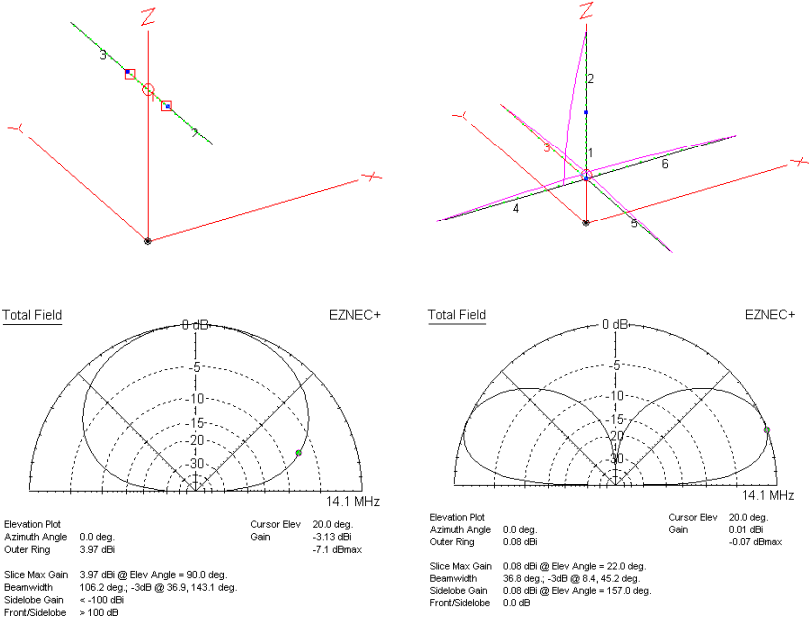 Z
3
1
2
Y
X
Z
2
Y
3
1
6
X
4
5
Total Field
EZNEC+
0 dB
-5
-10
-15
-20
-30
14.1 MHz
Elevation Plot
Azimuth Angle 0.0 deg.
Outer Ring 3.97 dBi
Cursor Elev 20.0 deg.
Gain -3.13 dBi
-7.1 dBmax
Slice Max Gain 3.97 dBi @ Elev Angle = 90.0 deg.
Beamwidth 106.2 deg.; -3dB @ 36.9, 143.1 deg.
Sidelobe Gain < -100 dBi
Front/Sidelobe > 100 dB
Total Field
EZNEC+
0 dB
-5
-10
-15
-20
-30
14.1 MHz
Elevation Plot
Azimuth Angle 0.0 deg.
Outer Ring 0.08 dBi
Cursor Elev 20.0 deg.
Gain 0.01 dBi
-0.07 dBmax
Slice Max Gain 0.08 dBi @ Elev Angle = 22.0 deg.
Beamwidth 36.8 deg.; -3dB @ 8.4, 45.2 deg.
Sidelobe Gain 0.08 dBi @ Elev Angle = 157.0 deg.
Front/Sidelobe 0.0 dB